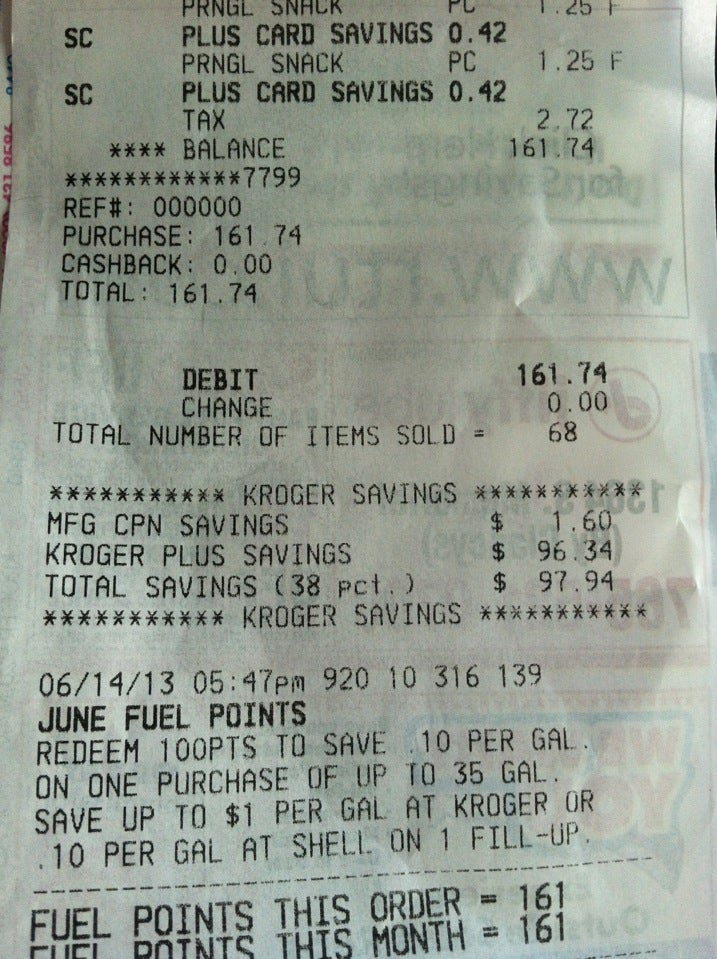 PRNGL SNACK PC 1.25 F
SC PLUS CARD SAVINGS 0.42
PRNGL SNACK PC 1.25 F
SC PLUS CARD SAVINGS 0.42
TAX 2.72
**** BALANCE 161.74
************7799
REF#: 000000
PURCHASE: 161.74
CASHBACK: 0.00
TOTAL: 161.74
DEBIT 161.74
CHANGE 0.00
TOTAL NUMBER OF ITEMS SOLD = 68
*********** KROGER SAVINGS ***********
MFG CPN SAVINGS $ 1.60
KROGER PLUS SAVINGS $ 96.34
TOTAL SAVINGS (38 pct.) $ 97.94
*********** KROGER SAVINGS ***********
06/14/13 05:47pm 920 10 316 139
JUNE FUEL POINTS
REDEEM 100PTS TO SAVE .10 PER GAL.
ON ONE PURCHASE OF UP TO 35 GAL.
SAVE UP TO $1 PER GAL AT KROGER OR
.10 PER GAL AT SHELL ON 1 FILL-UP.
FUEL POINTS THIS ORDER = 161
FUEL POINTS THIS MONTH = 161